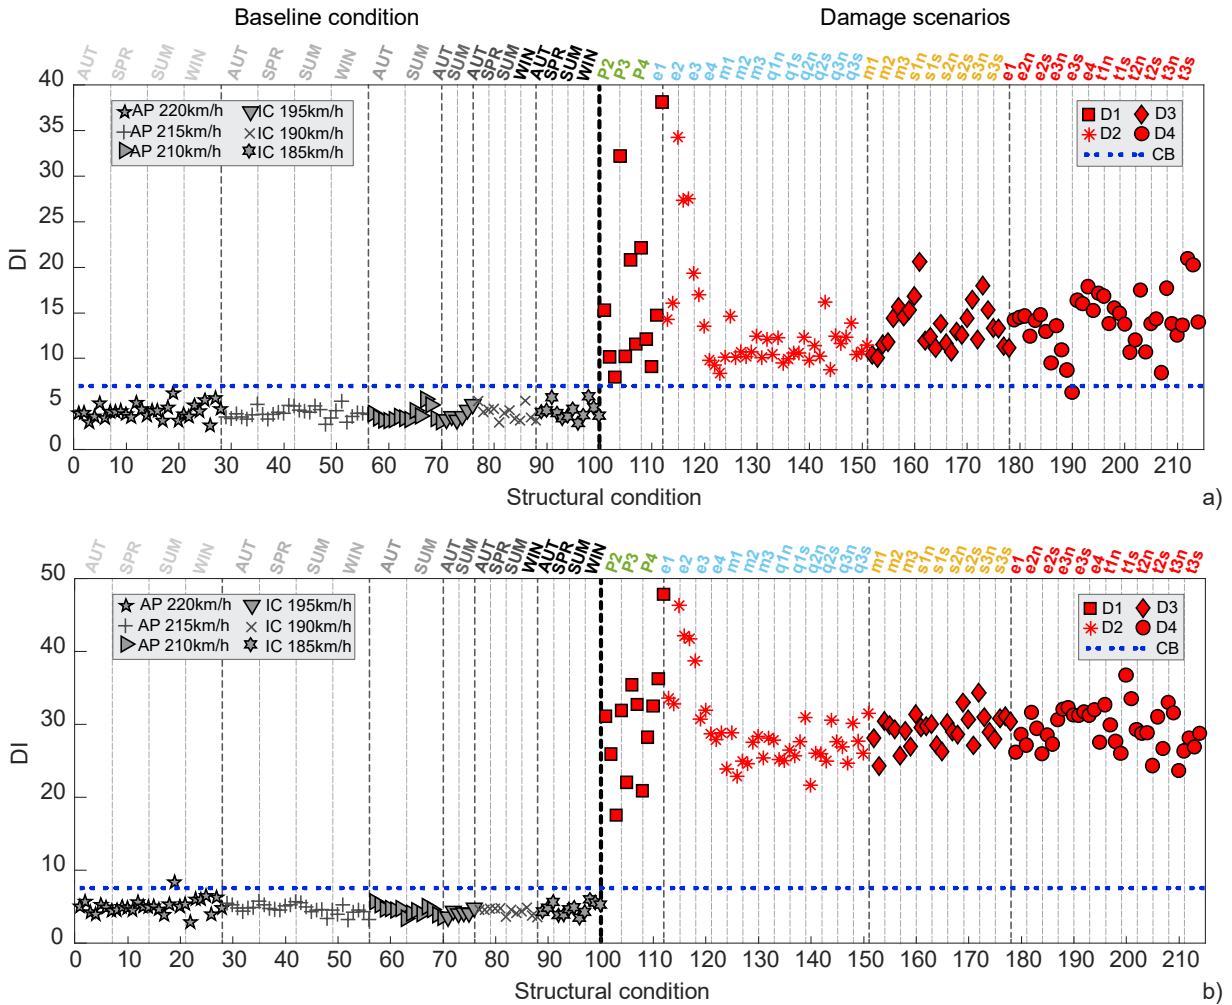 Baseline condition Damage scenarios
AUT SPR SUM WIN AUT SPR SUM WIN AUT SUM AUT SUM AUT SPR SUM WIN AUT SPR SUM WIN P2 P3 P4 e1 e2 e3 e4 m1 m2 m3 q1n q1s q2n q2s q3n q3s m1 m2 m3 s1n s1s s2n s2s s3n s3s e1 e2n e2s e3n e3s e4 t1n t1s t2n t2s t3n t3s
40
35
30
25
20
15
10
5
0
DI
AP 220km/h IC 195km/h
AP 215km/h IC 190km/h
AP 210km/h IC 185km/h
D1 D3
D2 D4
CB
0 10 20 30 40 50 60 70 80 90 100 110 120 130 140 150 160 170 180 190 200 210
Structural condition
a)
AUT SPR SUM WIN AUT SPR SUM WIN AUT SUM AUT SUM AUT SPR SUM WIN AUT SPR SUM WIN P2 P3 P4 e1 e2 e3 e4 m1 m2 m3 q1n q1s q2n q2s q3n q3s m1 m2 m3 s1n s1s s2n s2s s3n s3s e1 e2n e2s e3n e3s e4 t1n t1s t2n t2s t3n t3s
50
40
30
20
10
0
DI
AP 220km/h IC 195km/h
AP 215km/h IC 190km/h
AP 210km/h IC 185km/h
D1 D3
D2 D4
CB
0 10 20 30 40 50 60 70 80 90 100 110 120 130 140 150 160 170 180 190 200 210
Structural condition
b)